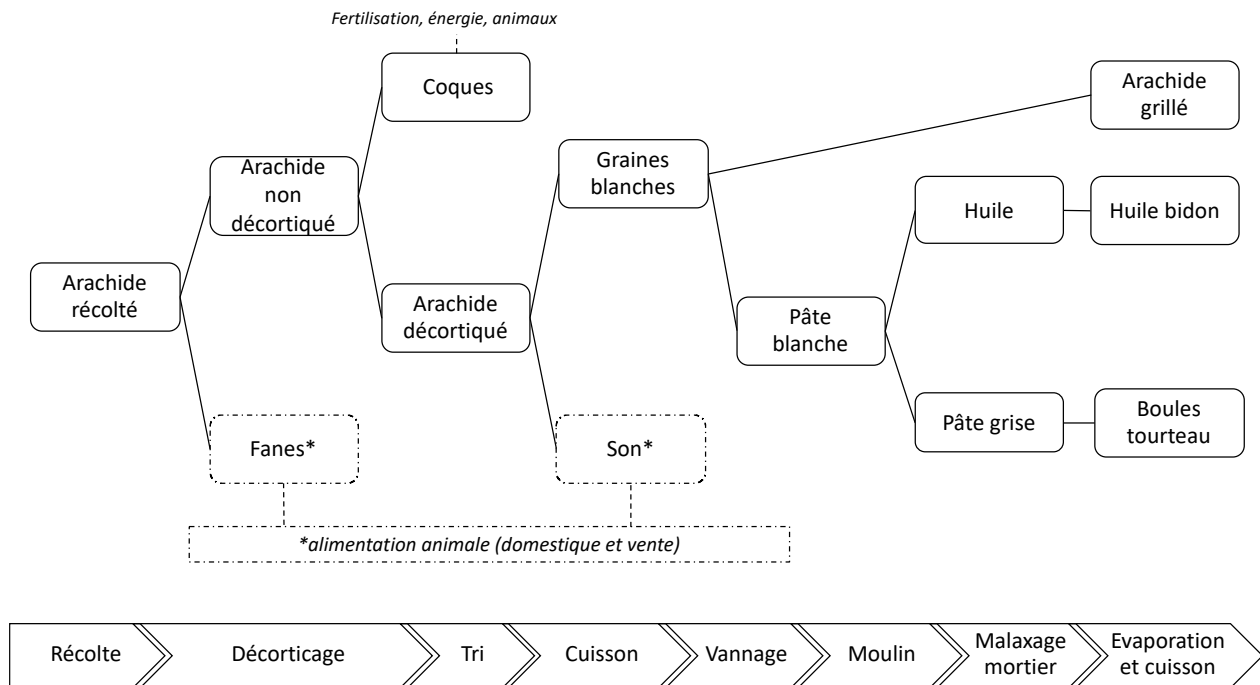 Fertilisation, énergie, animaux
Coques
Arachide
grillé
Graines
blanches
Arachide
non
décortiqué
Huile
Huile bidon
Arachide
récolté
Arachide
décortiqué
Pâte
blanche
Pâte grise
Boules
tourteau
Fanes*
Son*
*alimentation animale (domestique et vente)
Récolte
Décorticage
Tri
Cuisson
Vannage
Moulin
Malaxage
mortier
Evaporation
et cuisson